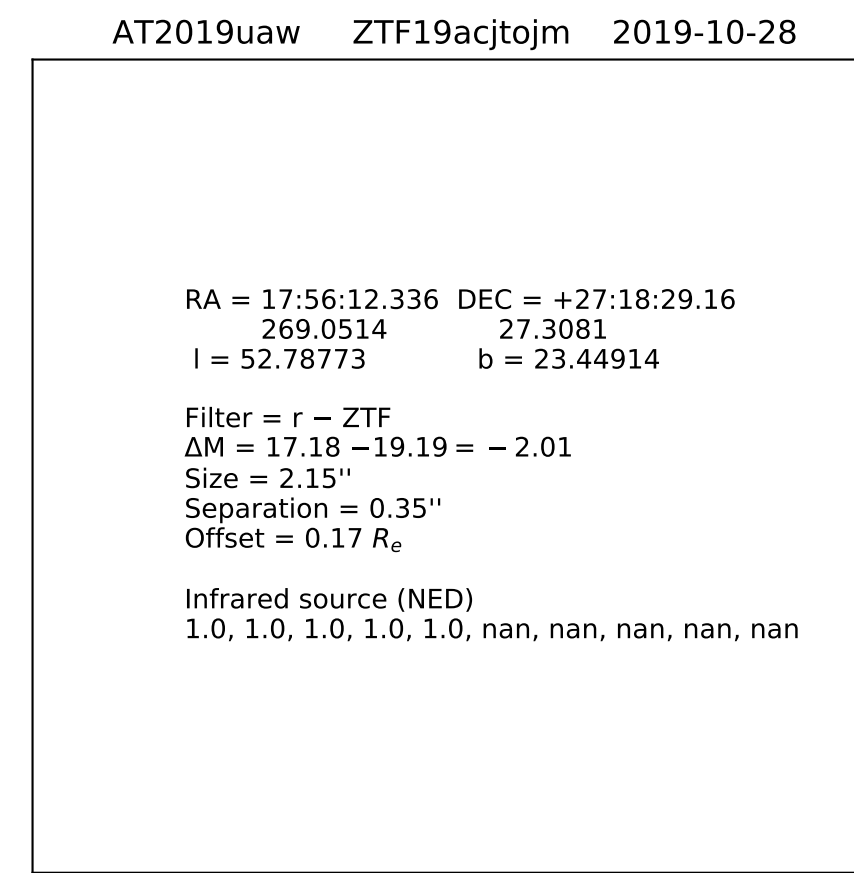 AT2019uaw ZTF19acjtojm 2019-10-28
RA = 17:56:12.336 DEC = +27:18:29.16
269.0514 27.3081
l = 52.78773 b = 23.44914
Filter = r − ZTF
ΔM = 17.18 −19.19 = − 2.01
Size = 2.15''
Separation = 0.35''
Offset = 0.17 Rₑ
Infrared source (NED)
1.0, 1.0, 1.0, 1.0, 1.0, nan, nan, nan, nan, nan